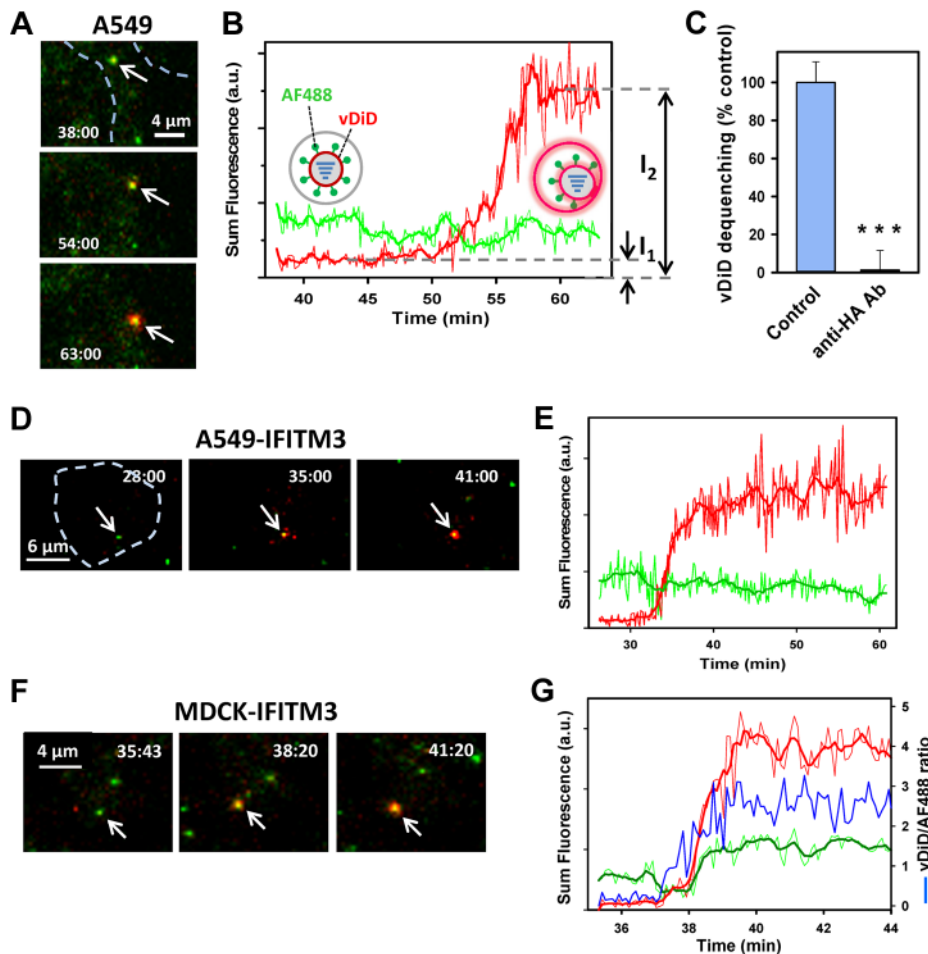 A
A549
38:00
4 μm
54:00
63:00
B
Sum Fluorescence (a.u.)
AF488
vDiD
I2
I1
40 45 50 55 60
Time (min)
C
vDiD dequenching (% control)
100
80
60
40
20
0
* * *
Control
anti-HA Ab
D
A549-IFITM3
28:00
6 μm
35:00
41:00
E
Sum Fluorescence (a.u.)
30 40 50 60
Time (min)
F
MDCK-IFITM3
4 μm
35:43
38:20
41:20
G
Sum Fluorescence (a.u.)
5
4
3
2
1
0
vDiD/AF488 ratio
36 38 40 42 44
Time (min)